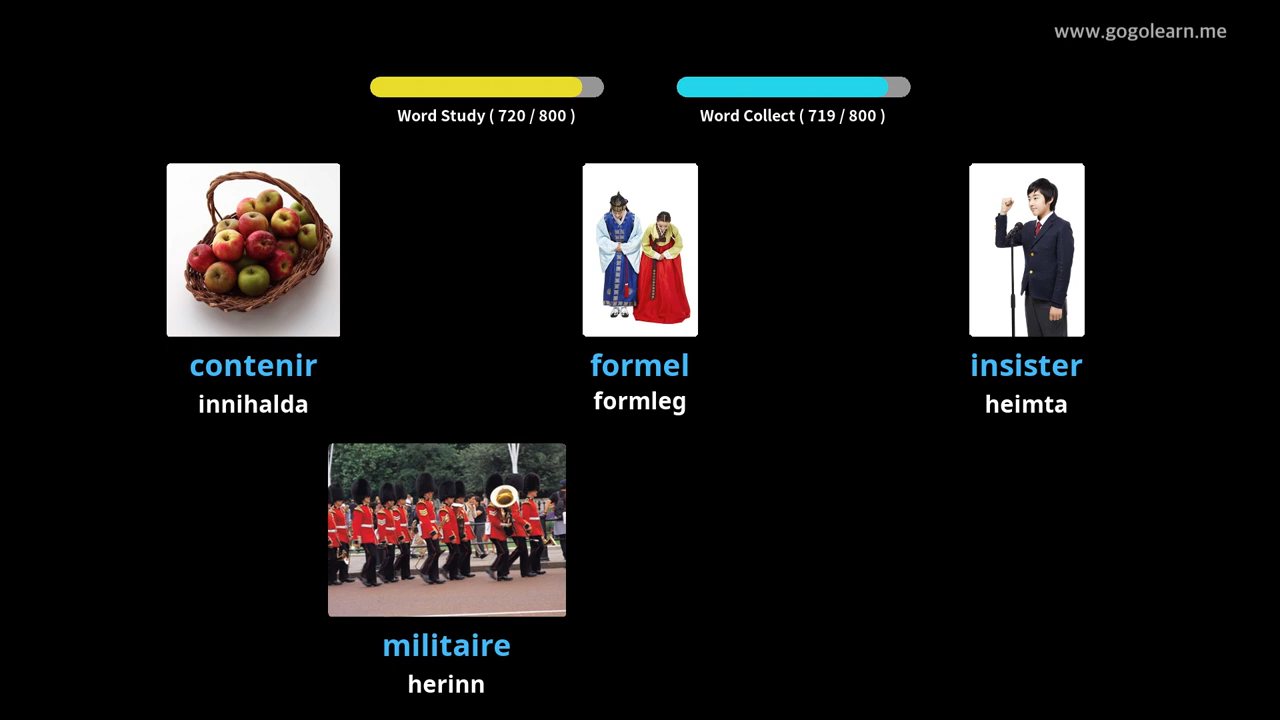 www.gogolearn.me
Word Study ( 720 / 800 )
Word Collect ( 719 / 800 )
contenir
innihalda
formel
formleg
insister
heimta
militaire
herinn